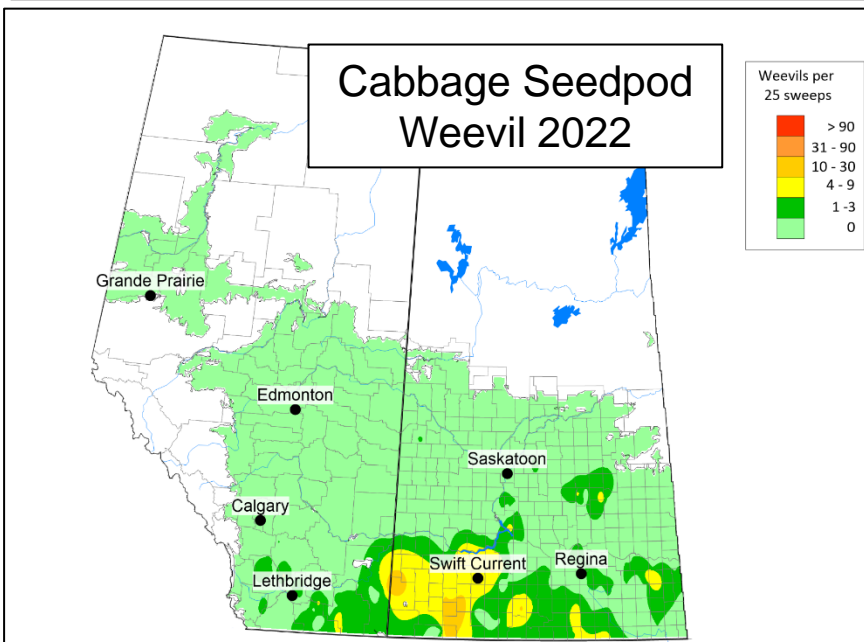 Cabbage Seedpod
Weevil 2022
Weevils per
25 sweeps
> 90
31 - 90
10 - 30
4 - 9
1 -3
0
Grande Prairie
Edmonton
Saskatoon
Calgary
Swift Current
Regina
Lethbridge